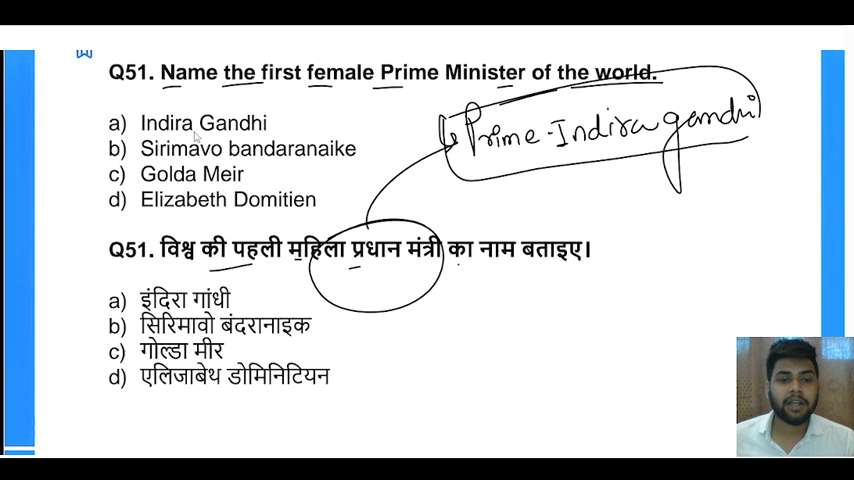 Q51. Name the first female Prime Minister of the world.
Prime - Indira gandhi
a) Indira Gandhi
b) Sirimavo bandaranaike
c) Golda Meir
d) Elizabeth Domitien
Q51. विश्व की पहली महिला प्रधान मंत्री का नाम बताइए।
a) इंदिरा गांधी
b) सिरिमावो बंदरानाइक
c) गोल्डा मीर
d) एलिजाबेथ डोमिनिटियन